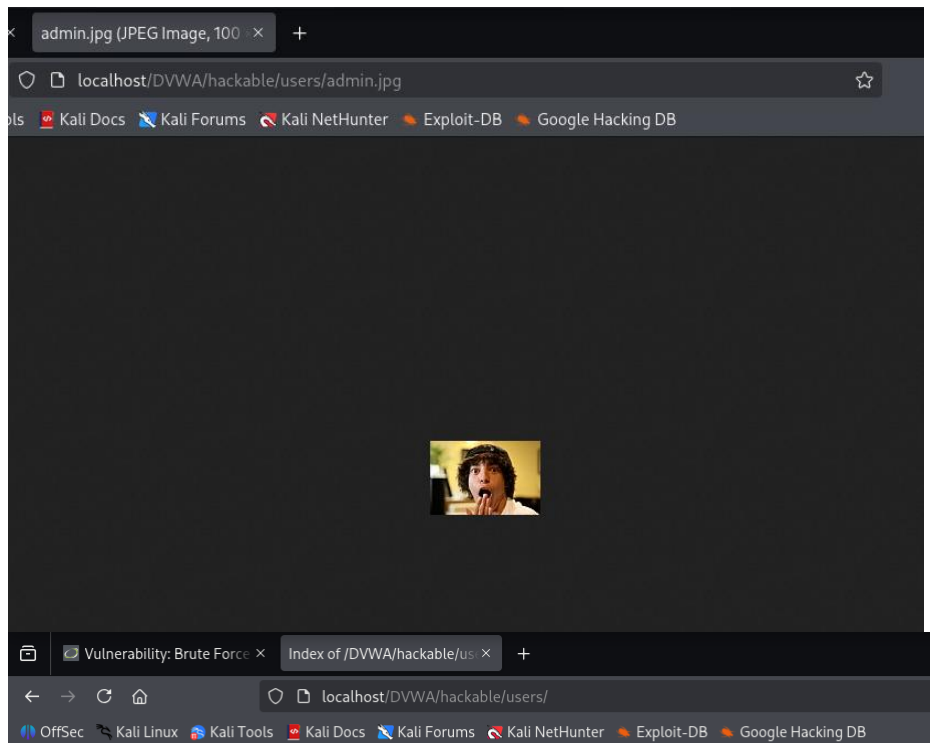 admin.jpg (JPEG Image, 100
localhost/DVWA/hackable/users/admin.jpg
Kali Docs Kali Forums Kali NetHunter Exploit-DB Google Hacking DB
Vulnerability: Brute Force Index of /DVWA/hackable/us
localhost/DVWA/hackable/users/
OffSec Kali Linux Kali Tools Kali Docs Kali Forums Kali NetHunter Exploit-DB Google Hacking DB